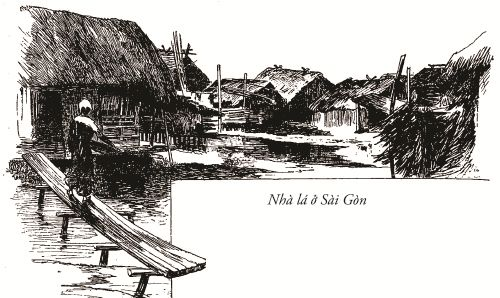 Nhà lá ở Sài Gòn